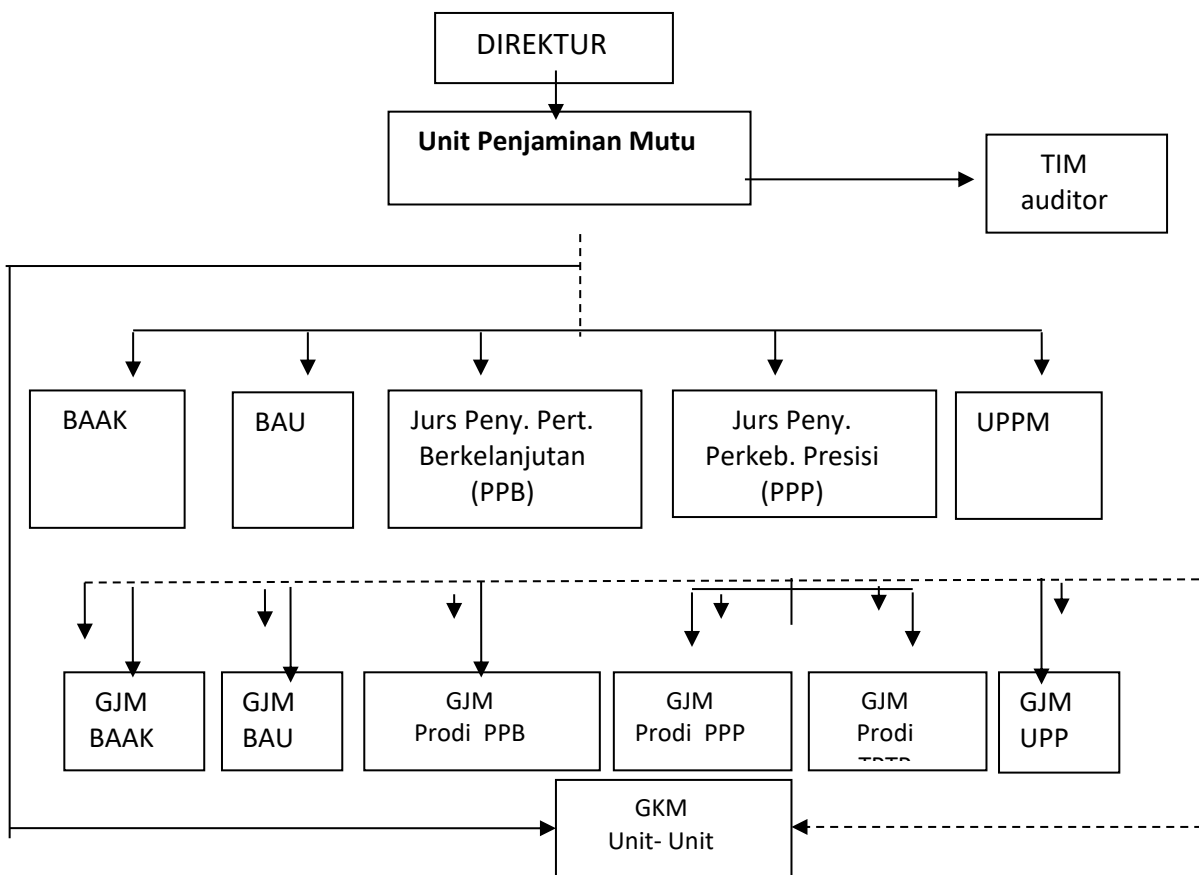 DIREKTUR
Unit Penjaminan Mutu
TIM
auditor
BAAK
BAU
Jurs Peny. Pert.
Berkelanjutan
(PPB)
Jurs Peny.
Perkeb. Presisi
(PPP)
UPPM
GJM
BAAK
GJM
BAU
GJM
Prodi PPB
GJM
Prodi PPP
GJM
Prodi
GJM
UPP
GKM
Unit- Unit